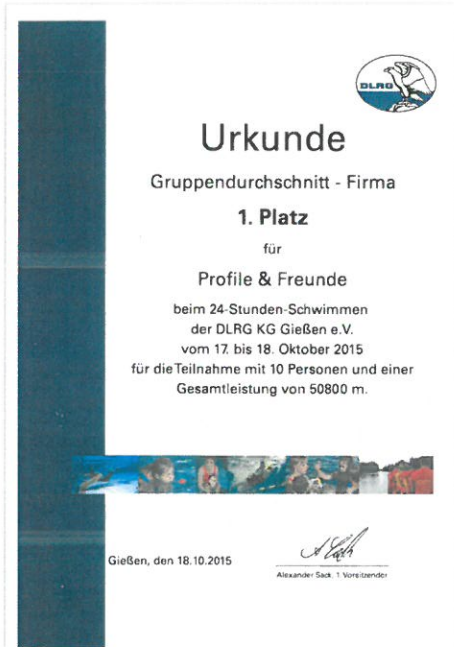 DLRG
Urkunde
Gruppendurchschnitt - Firma
1. Platz
für
Profile & Freunde
beim 24-Stunden-Schwimmen
der DLRG KG Gießen e.V.
vom 17. bis 18. Oktober 2015
für die Teilnahme mit 10 Personen und einer
Gesamtleistung von 50800 m.
Gießen, den 18.10.2015
Alexander Sack, 1. Vorsitzender